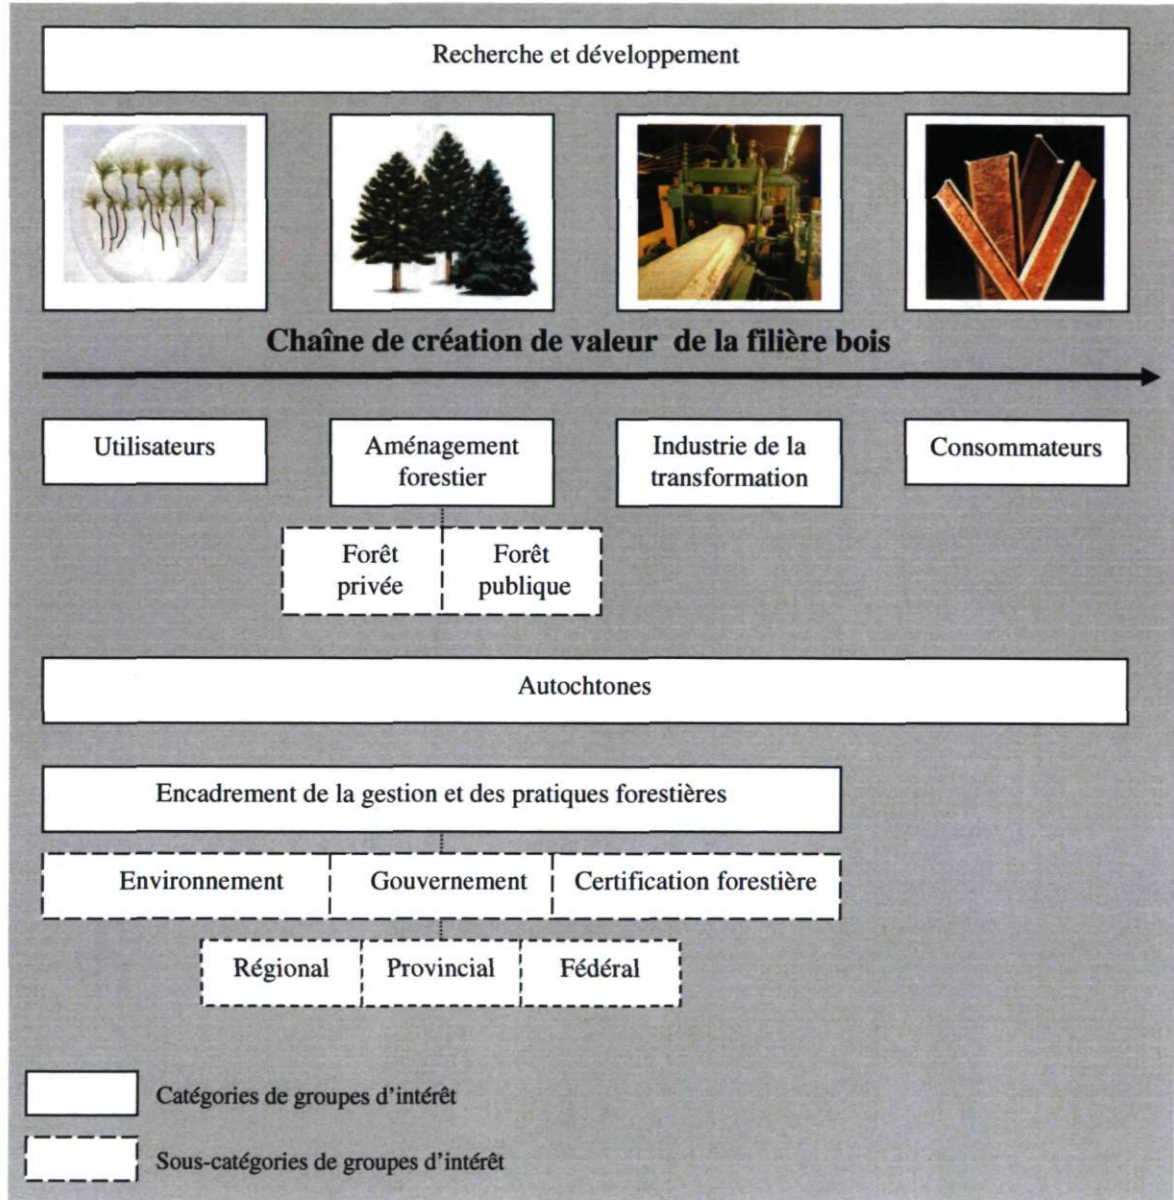 Recherche et développement
Chaîne de création de valeur de la filière bois
Utilisateurs
Aménagement
forestier
Industrie de la
transformation
Consommateurs
Forêt
privée
Forêt
publique
Autochtones
Encadrement de la gestion et des pratiques forestières
Environnement
Gouvernement
Certification forestière
Régional
Provincial
Fédéral
Catégories de groupes d'intérêt
Sous-catégories de groupes d'intérêt